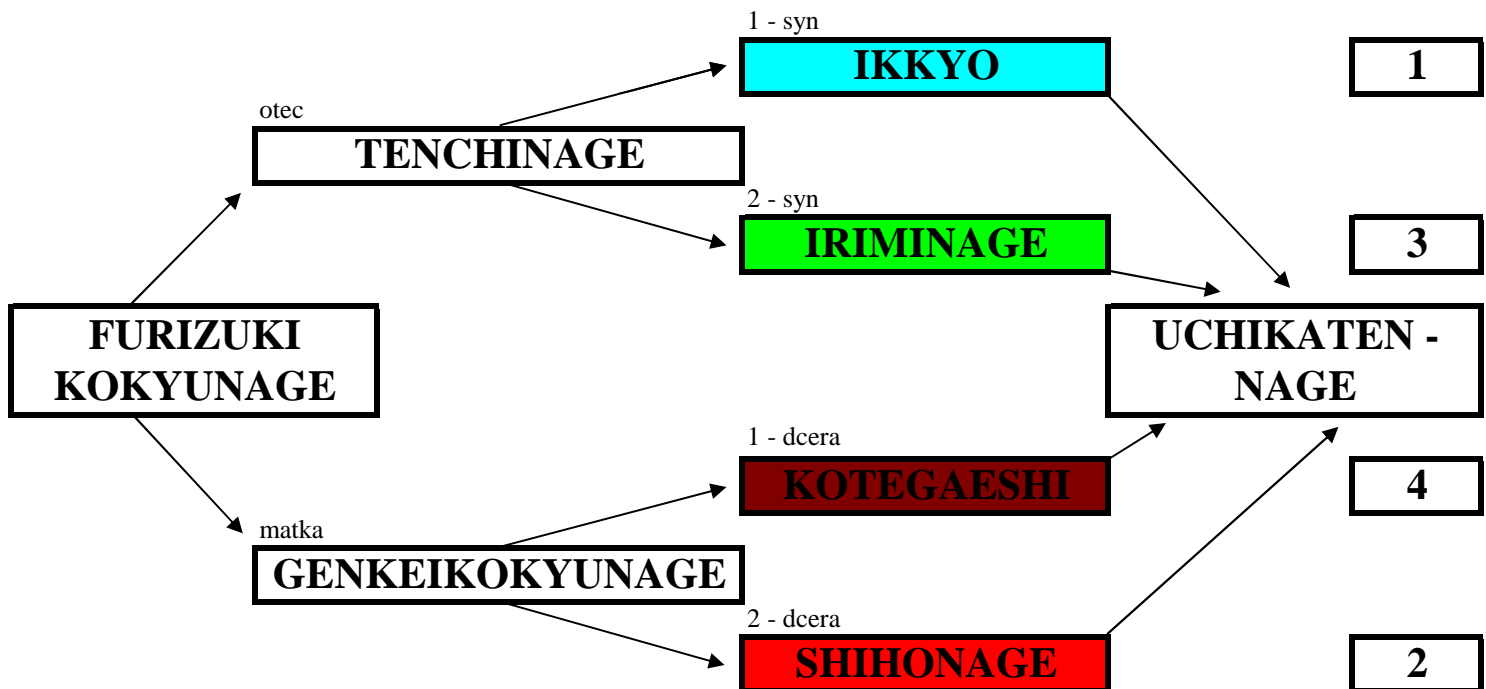 1 - syn
IKKYO
1
otec
TENCHINAGE
2 - syn
IRIMINAGE
3
FURIZUKI
KOKYUNAGE
UCHIKATEN -
NAGE
1 - dcera
KOTEGAESHI
4
matka
GENKEIKOKYUNAGE
2 - dcera
SHIHONAGE
2